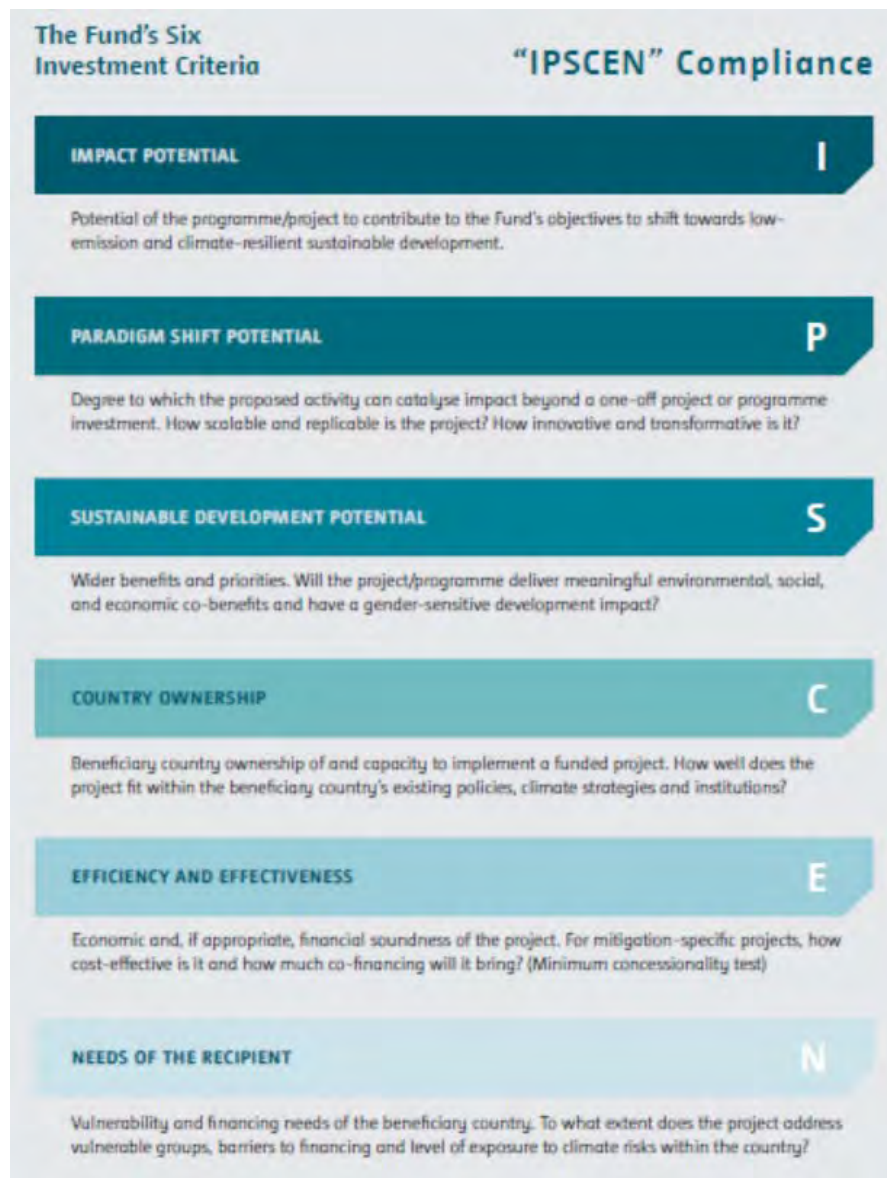 The Fund's Six
Investment Criteria
"IPSCEN" Compliance
IMPACT POTENTIAL
I
Potential of the programme/project to contribute to the Fund's objectives to shift towards low-
emission and climate-resilient sustainable development.
PARADIGM SHIFT POTENTIAL
P
Degree to which the proposed activity can catalyse impact beyond a one-off project or programme
investment. How scalable and replicable is the project? How innovative and transformative is it?
SUSTAINABLE DEVELOPMENT POTENTIAL
S
Wider benefits and priorities. Will the project/programme deliver meaningful environmental, social,
and economic co-benefits and have a gender-sensitive development impact?
COUNTRY OWNERSHIP
C
Beneficiary country ownership of and capacity to implement a funded project. How well does the
project fit within the beneficiary country's existing policies, climate strategies and institutions?
EFFICIENCY AND EFFECTIVENESS
E
Economic and, if appropriate, financial soundness of the project. For mitigation-specific projects, how
cost-effective is it and how much co-financing will it bring? (Minimum concessionality test)
NEEDS OF THE RECIPIENT
N
Vulnerability and financing needs of the beneficiary country. To what extent does the project address
vulnerable groups, barriers to financing and level of exposure to climate risks within the country?